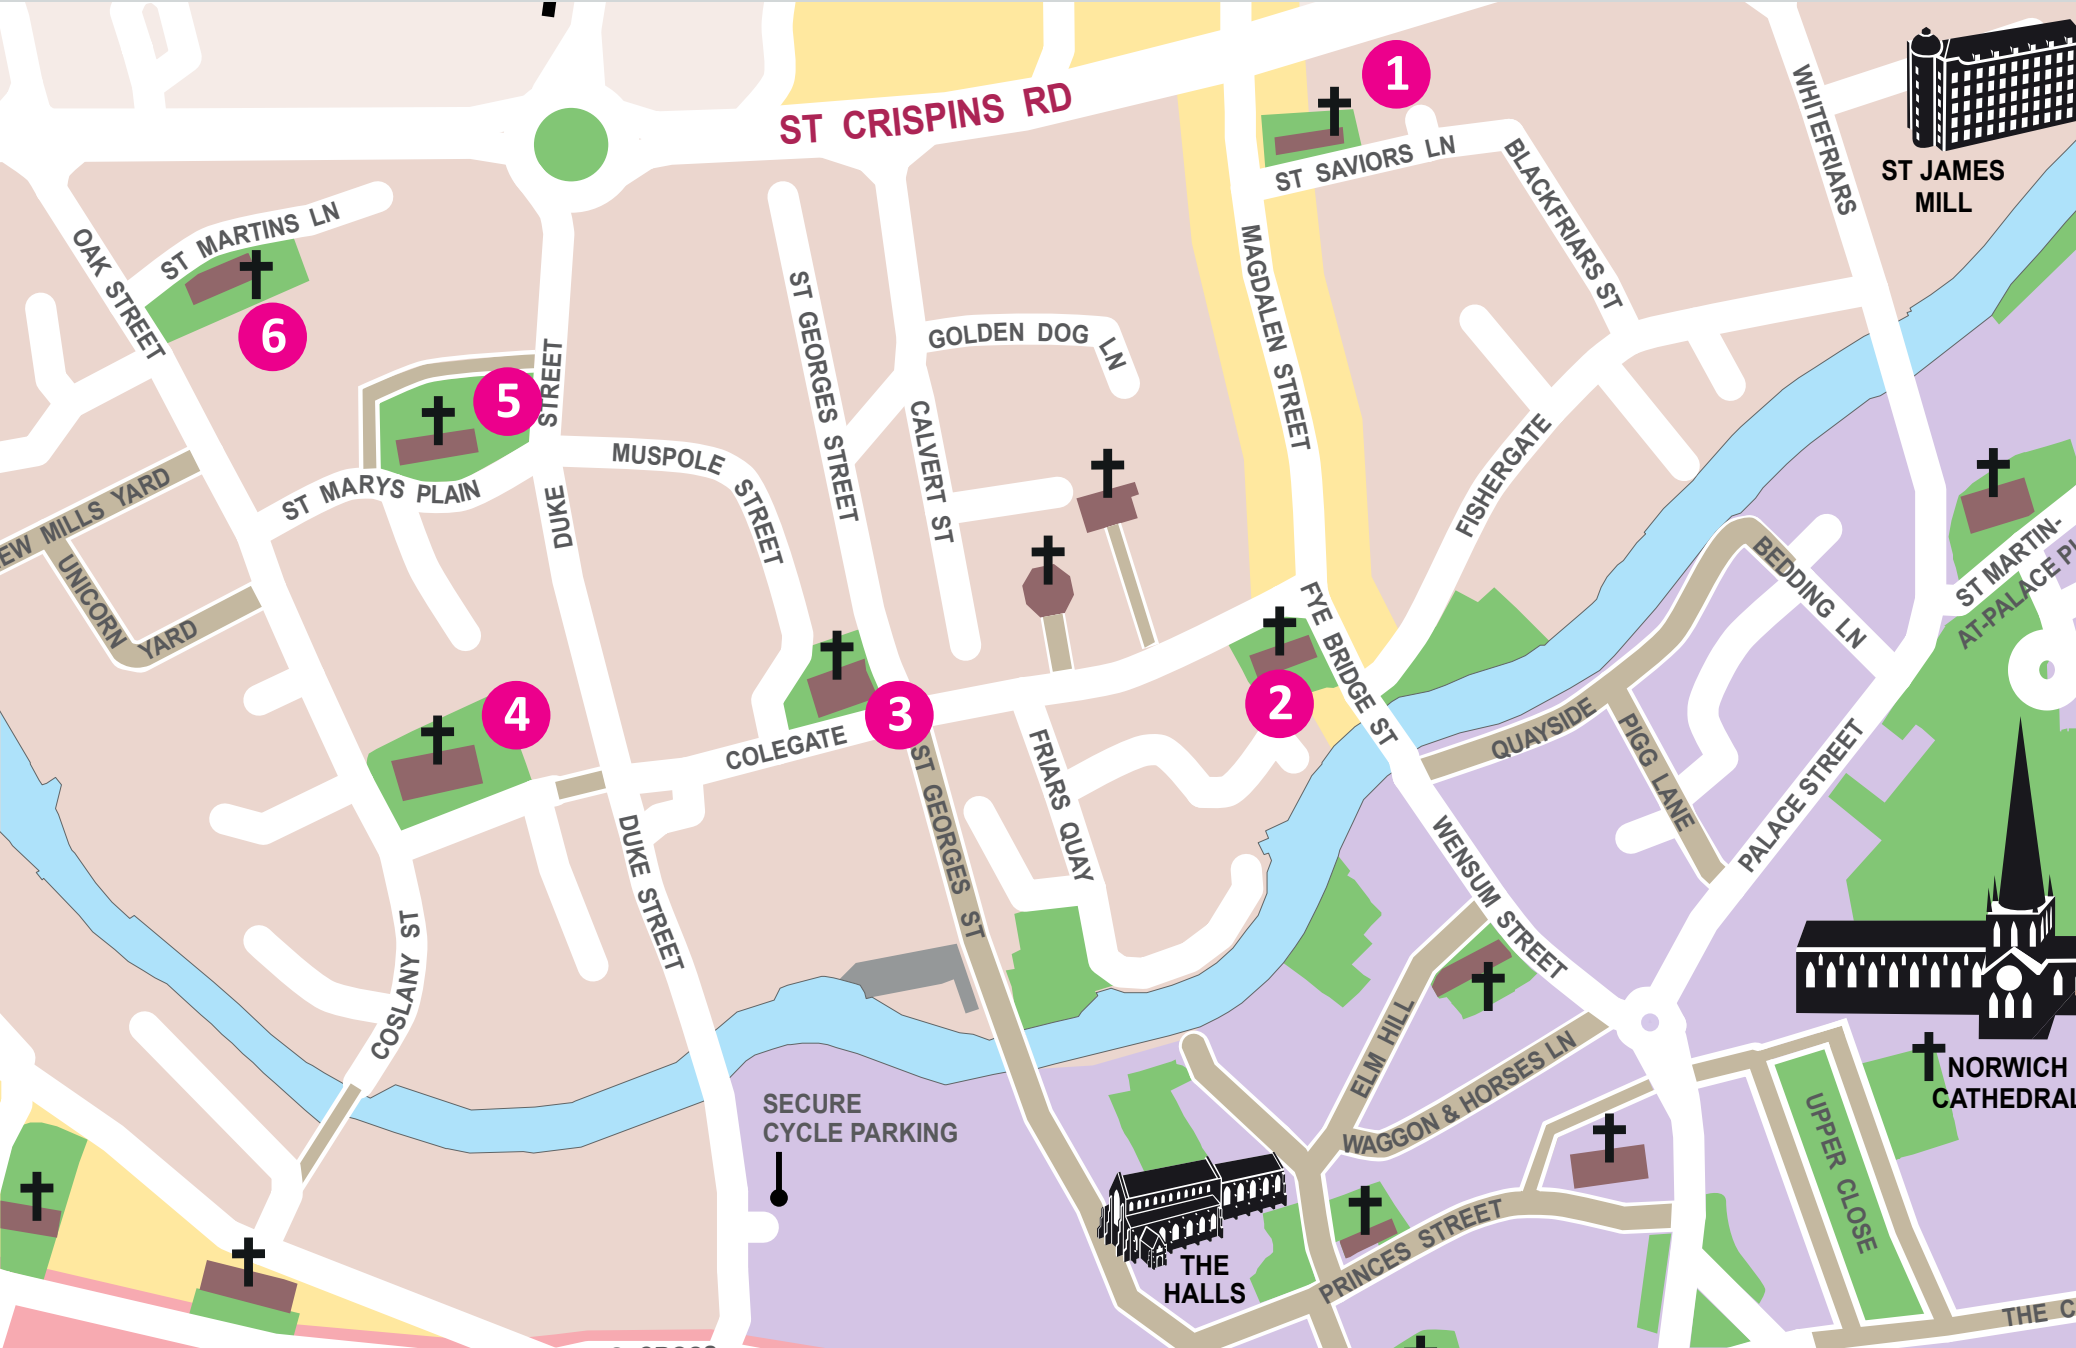 1
ST CRISPINS RD
WHITEFRIARS
ST JAMES
MILL
ST SAVIORS LN
BLACKFRIARS ST
ST MARTINS LN
OAK STREET
6
MAGDALEN STREET
ST GEORGES STREET
GOLDEN DOG LN
STREET
5
CALVERT ST
MUSPOLE STREET
FISHERGATE
ST MARYS PLAIN
EW MILLS YARD
DUKE
UNICORN YARD
BEDDING LN
ST MARTIN-
AT-PALACE PL
FYE BRIDGE ST
2
3
4
COLEGATE
QUAYSIDE
PIGG LANE
PALACE STREET
FRIARS QUAY
ST GEORGES ST
DUKE STREET
WENSUM STREET
COSLANY ST
ELM HILL
WAGGON & HORSES LN
NORWICH
CATHEDRAL
SECURE
CYCLE PARKING
UPPER CLOSE
PRINCES STREET
THE
HALLS
THE C